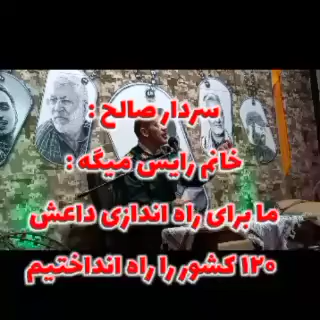 سردار صالح :
خانم رایس میگه :
ما برای راه اندازی داعش
۱۲۰ کشور را راه انداختیم